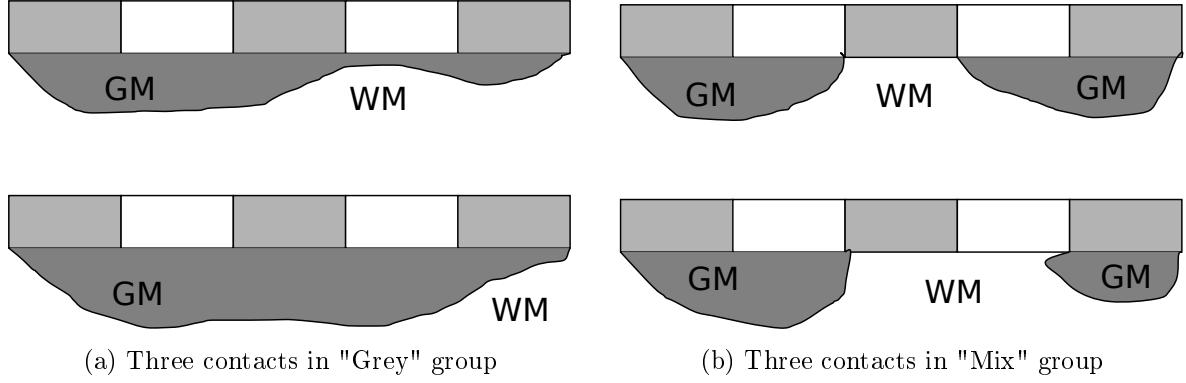 GM
WM
GM
WM
GM
GM
WM
(a) Three contacts in "Grey" group
GM
WM
GM
(b) Three contacts in "Mix" group